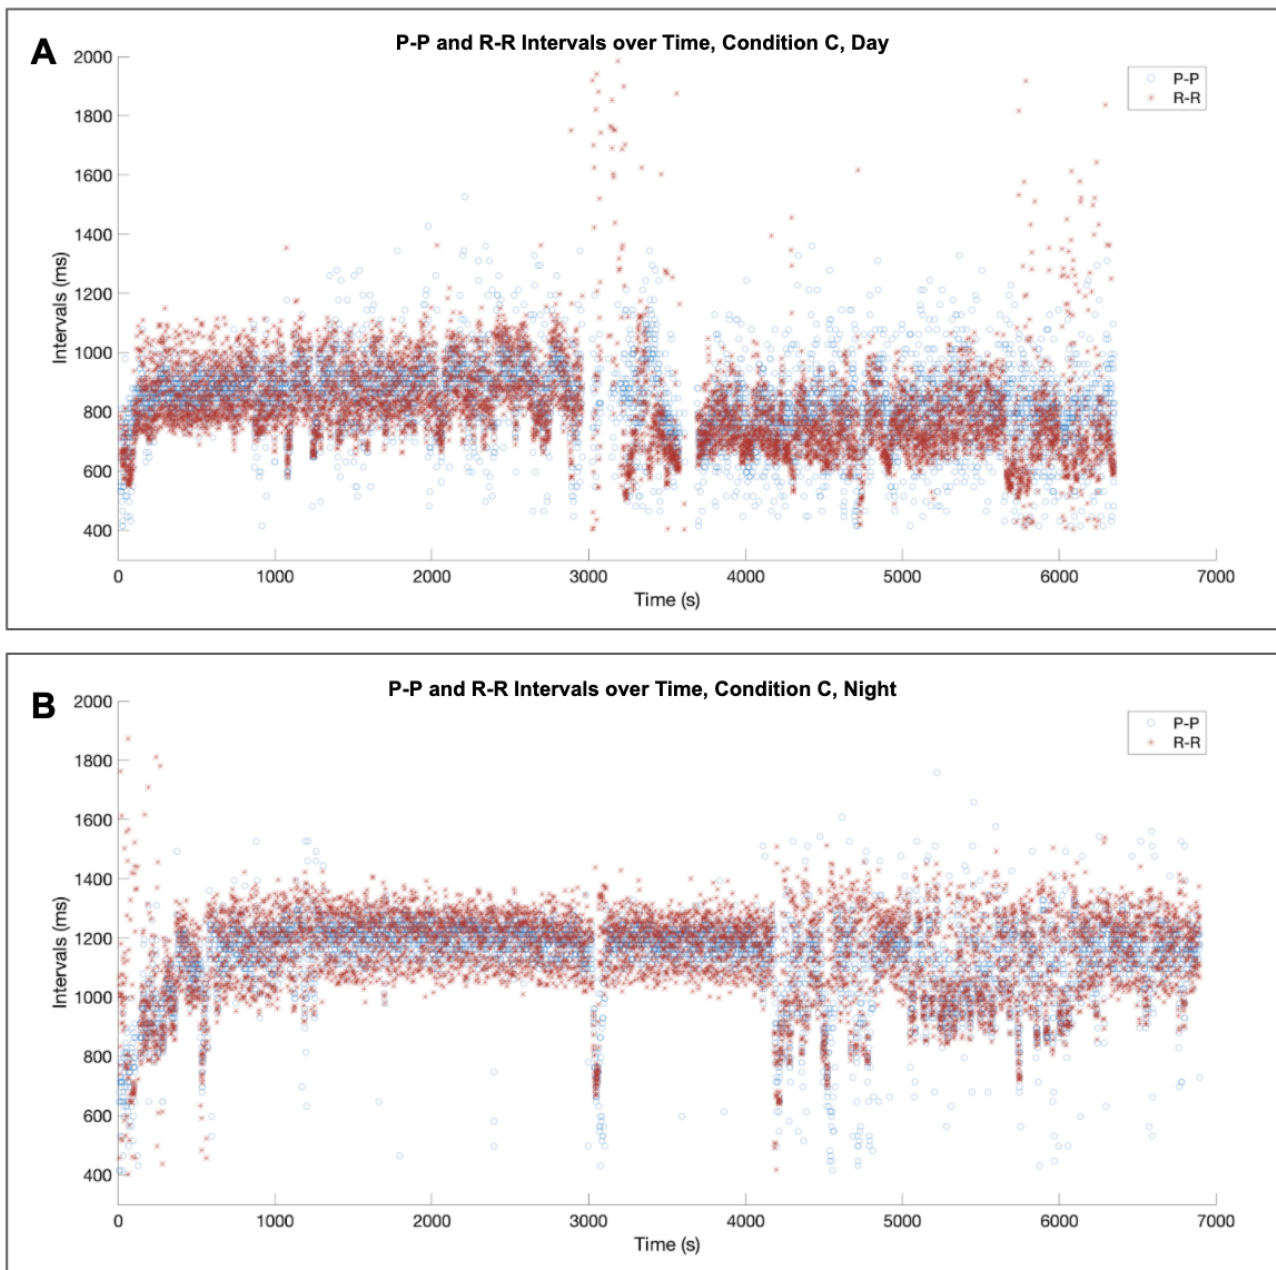 A
P-P and R-R Intervals over Time, Condition C, Day
P-P
R-R
2000
1800
1600
1400
1200
1000
800
600
400
Intervals (ms)
0 1000 2000 3000 4000 5000 6000 7000
Time (s)
B
P-P and R-R Intervals over Time, Condition C, Night
P-P
R-R
2000
1800
1600
1400
1200
1000
800
600
400
Intervals (ms)
0 1000 2000 3000 4000 5000 6000 7000
Time (s)